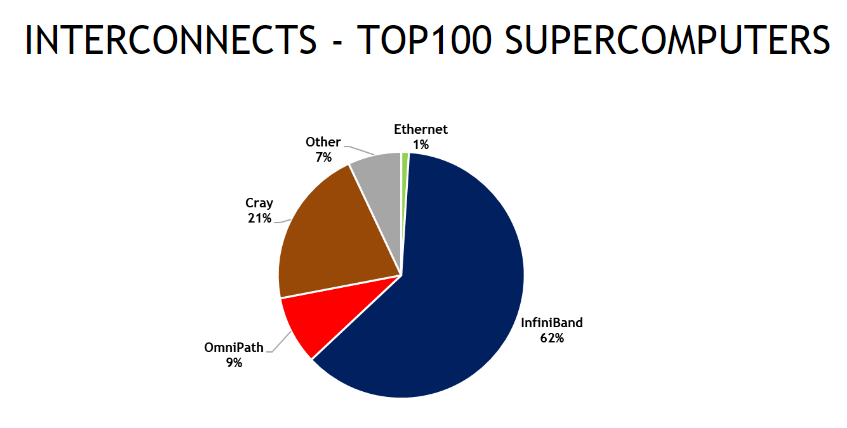 INTERCONNECTS - TOP100 SUPERCOMPUTERS
Ethernet
1%
Other
7%
Cray
21%
InfiniBand
62%
OmniPath
9%